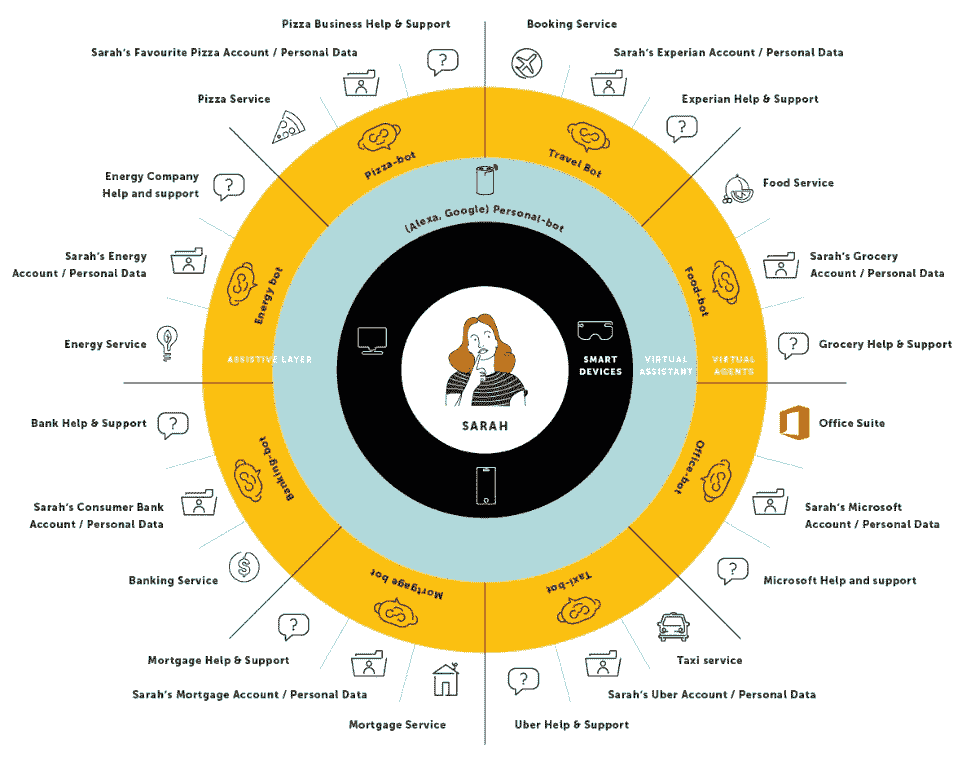 Pizza Business Help & Support
Booking Service
Sarah's Favourite Pizza Account / Personal Data
Sarah's Experian Account / Personal Data
Pizza Service
Experian Help & Support
Pizza-bot
Travel Bot
Energy Company
Help and support
Food Service
(Alexa, Google) Personal-bot
Sarah's Energy
Account / Personal Data
Sarah's Grocery
Account / Personal Data
Energy bot
Food-bot
Energy Service
Grocery Help & Support
ASSISTIVE LAYER
SMART
DEVICES
VIRTUAL
ASSISTANT
VIRTUAL
AGENTS
SARAH
Bank Help & Support
Office Suite
Banking-bot
Office-bot
Sarah's Consumer Bank
Account / Personal Data
Sarah's Microsoft
Account / Personal Data
Banking Service
Microsoft Help and support
Mortgage bot
Taxi-bot
Mortgage Help & Support
Taxi service
Sarah's Mortgage Account / Personal Data
Sarah's Uber Account / Personal Data
Mortgage Service
Uber Help & Support